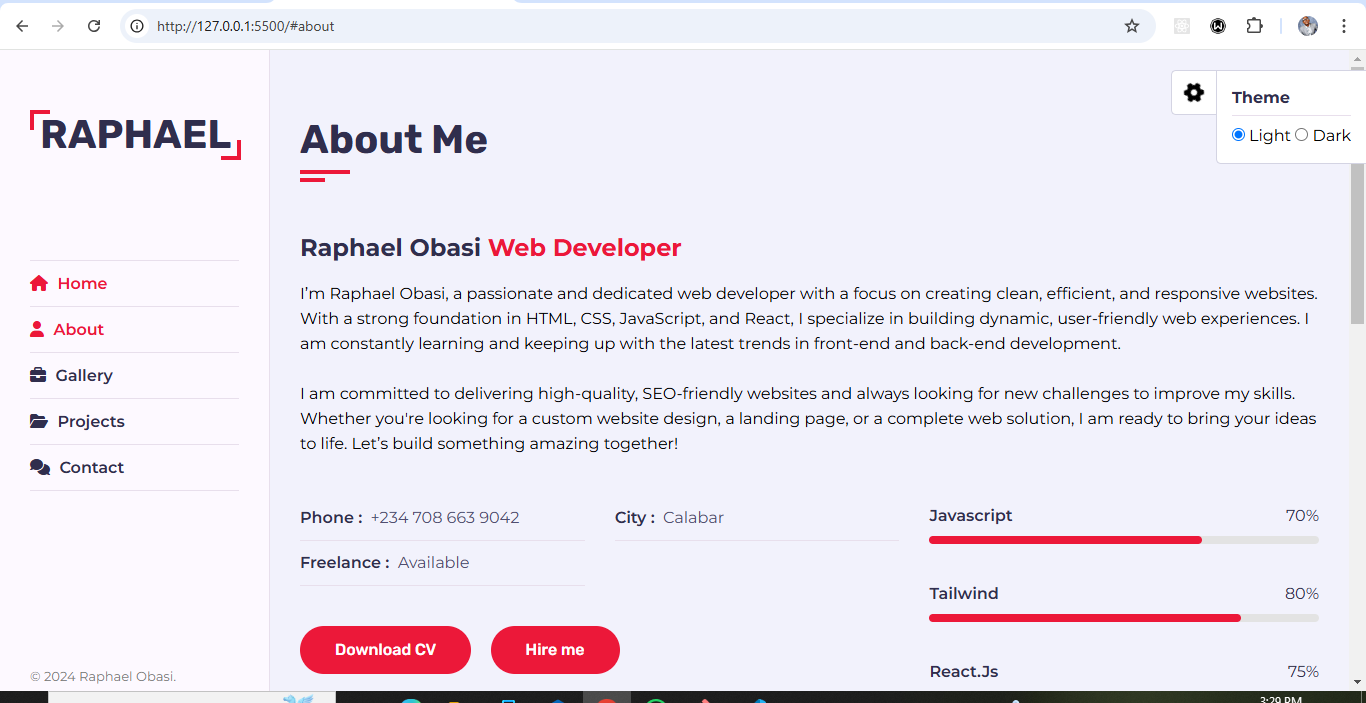 http://127.0.0.1:5500/#about
RAPHAEL
Home
About
Gallery
Projects
Contact
© 2024 Raphael Obasi.
Theme
Light Dark
About Me
Raphael Obasi Web Developer
I’m Raphael Obasi, a passionate and dedicated web developer with a focus on creating clean, efficient, and responsive websites.
With a strong foundation in HTML, CSS, JavaScript, and React, I specialize in building dynamic, user-friendly web experiences. I
am constantly learning and keeping up with the latest trends in front-end and back-end development.
I am committed to delivering high-quality, SEO-friendly websites and always looking for new challenges to improve my skills.
Whether you're looking for a custom website design, a landing page, or a complete web solution, I am ready to bring your ideas
to life. Let’s build something amazing together!
Phone : +234 708 663 9042
City : Calabar
Freelance : Available
Download CV
Hire me
Javascript 70%
Tailwind 80%
React.Js 75%
3:29 PM